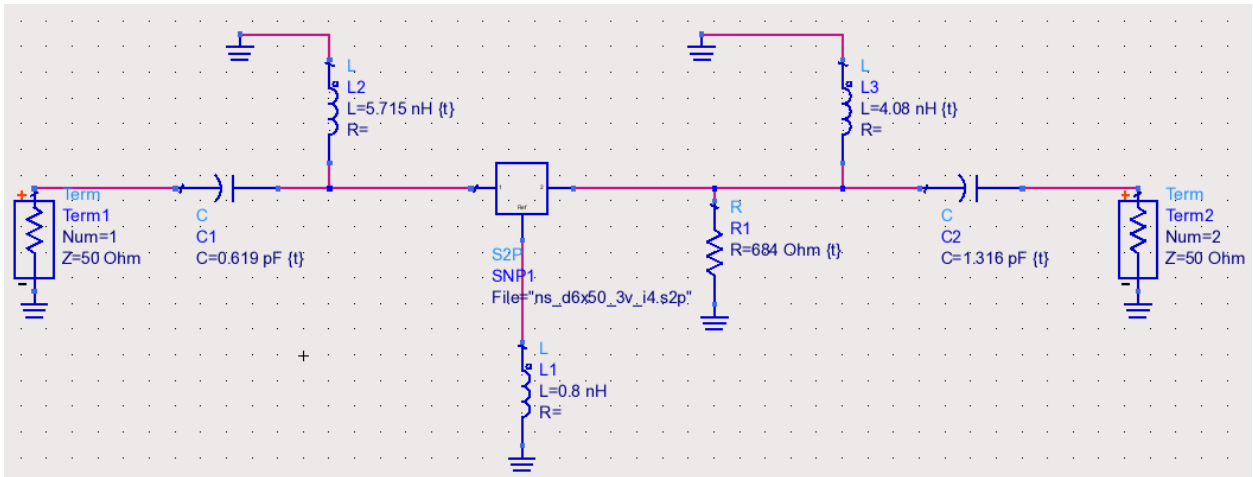 L
L2
L=5.715 nH {t}
R=
L
L3
L=4.08 nH {t}
R=
+
Term
Term1
Num=1
Z=50 Ohm
-
C
C1
C=0.619 pF {t}
1
2
Ref
S2P
SNP1
File="ns_d6x50_3v_i4.s2p"
R
R1
R=684 Ohm {t}
C
C2
C=1.316 pF {t}
+
Term
Term2
Num=2
Z=50 Ohm
-
L
L1
L=0.8 nH
R=